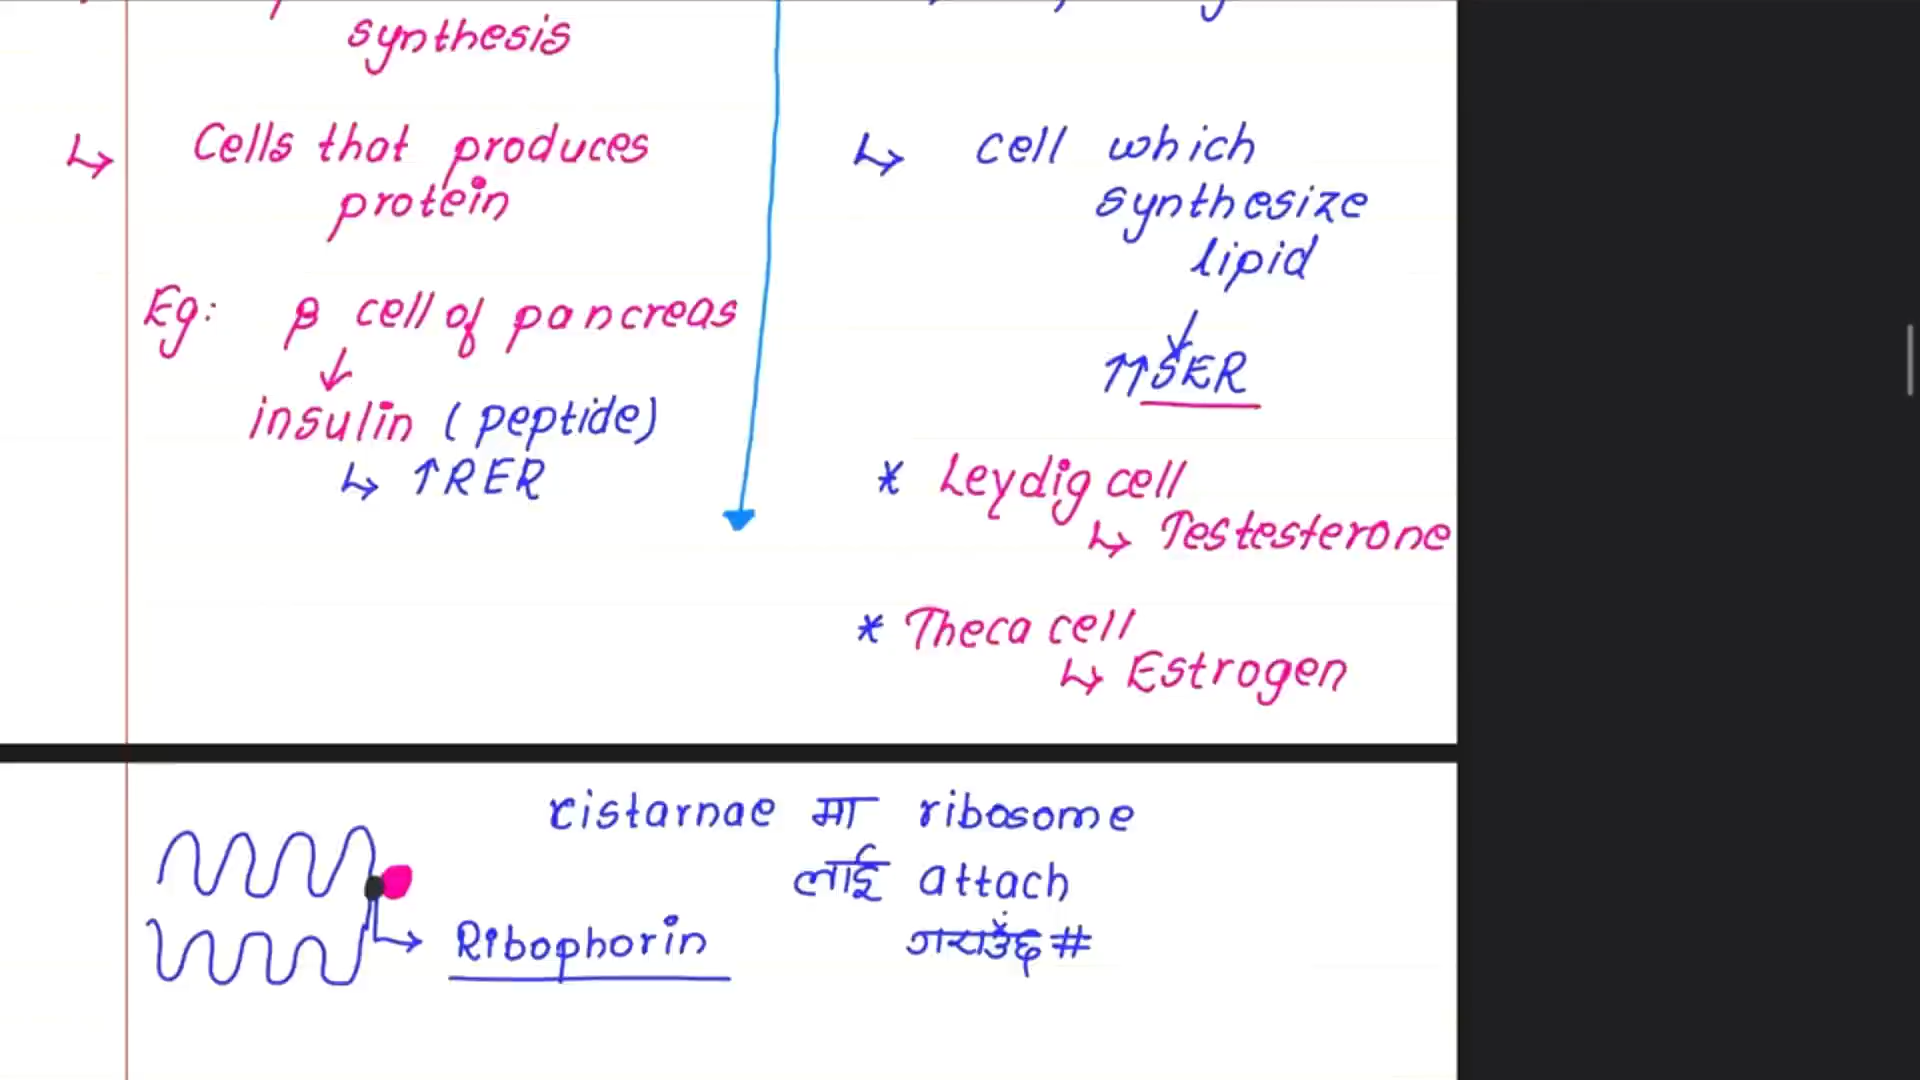 synthesis
↳ Cells that produces
protein
Eg: β cell of pancreas
↓
insulin (peptide)
↳ ↑RER
↳ cell which
synthesize
lipid
↓
↑↑SER
* Leydig cell
↳ Testesterone
* Theca cell
↳ Estrogen
cistarnae मा ribosome
लाई attach
गराउँछ #
Ribophorin